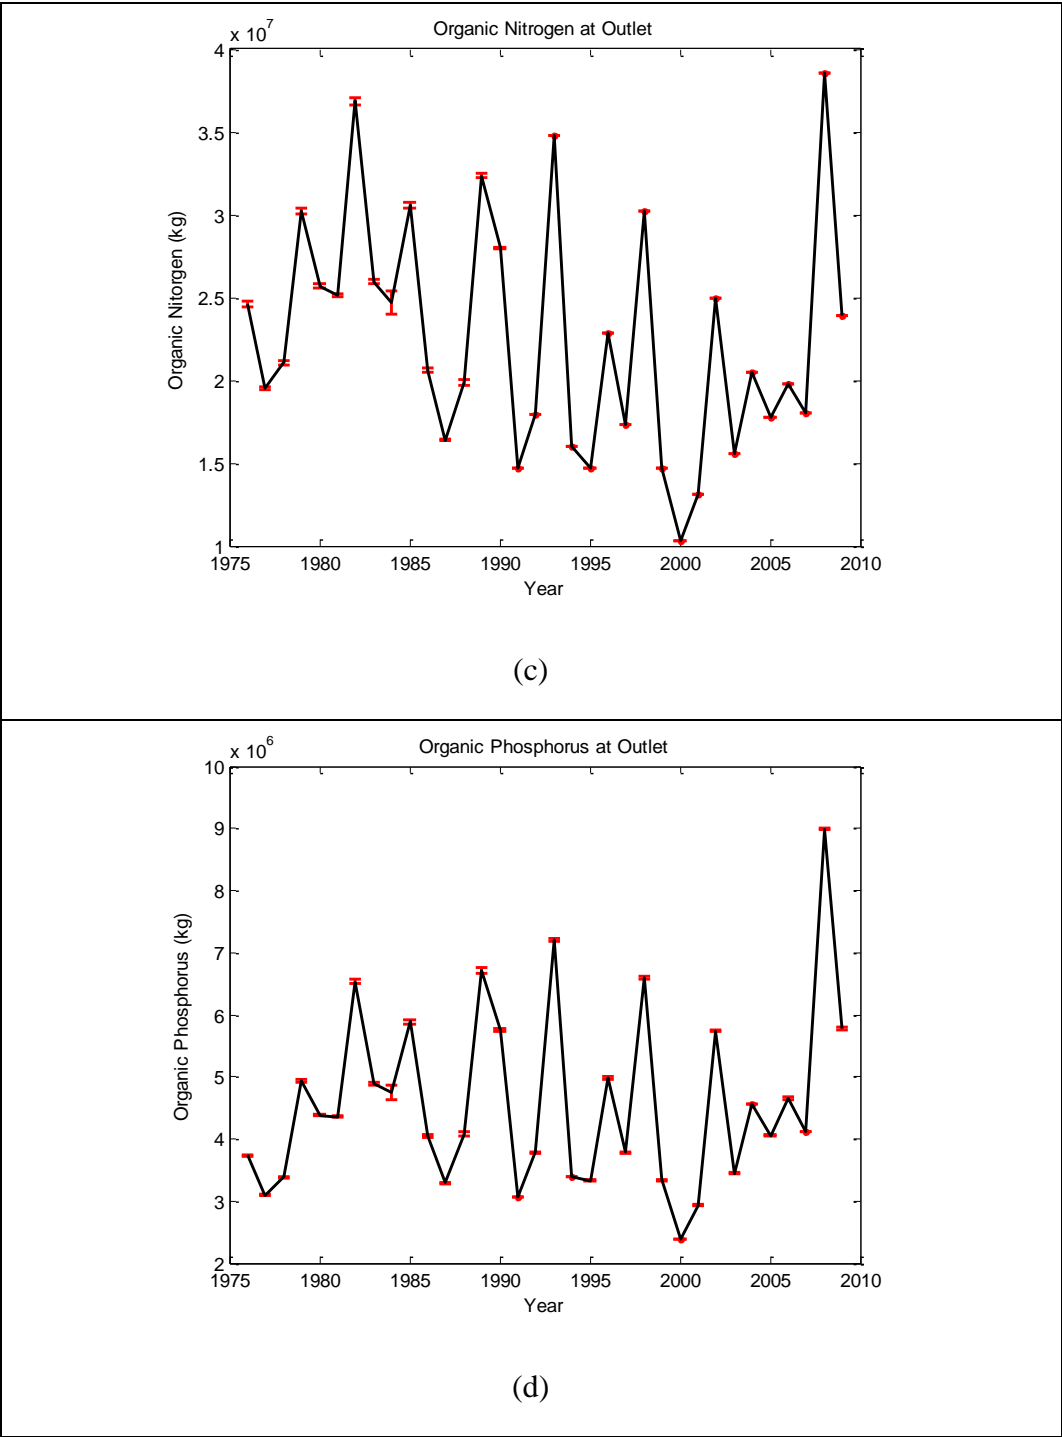 Organic Nitrogen at Outlet
x 10^7
4
3.5
3
2.5
2
1.5
1
Organic Nitorgen (kg)
1975 1980 1985 1990 1995 2000 2005 2010
Year
(c)
Organic Phosphorus at Outlet
x 10^6
10
9
8
7
6
5
4
3
2
Organic Phosphorus (kg)
1975 1980 1985 1990 1995 2000 2005 2010
Year
(d)